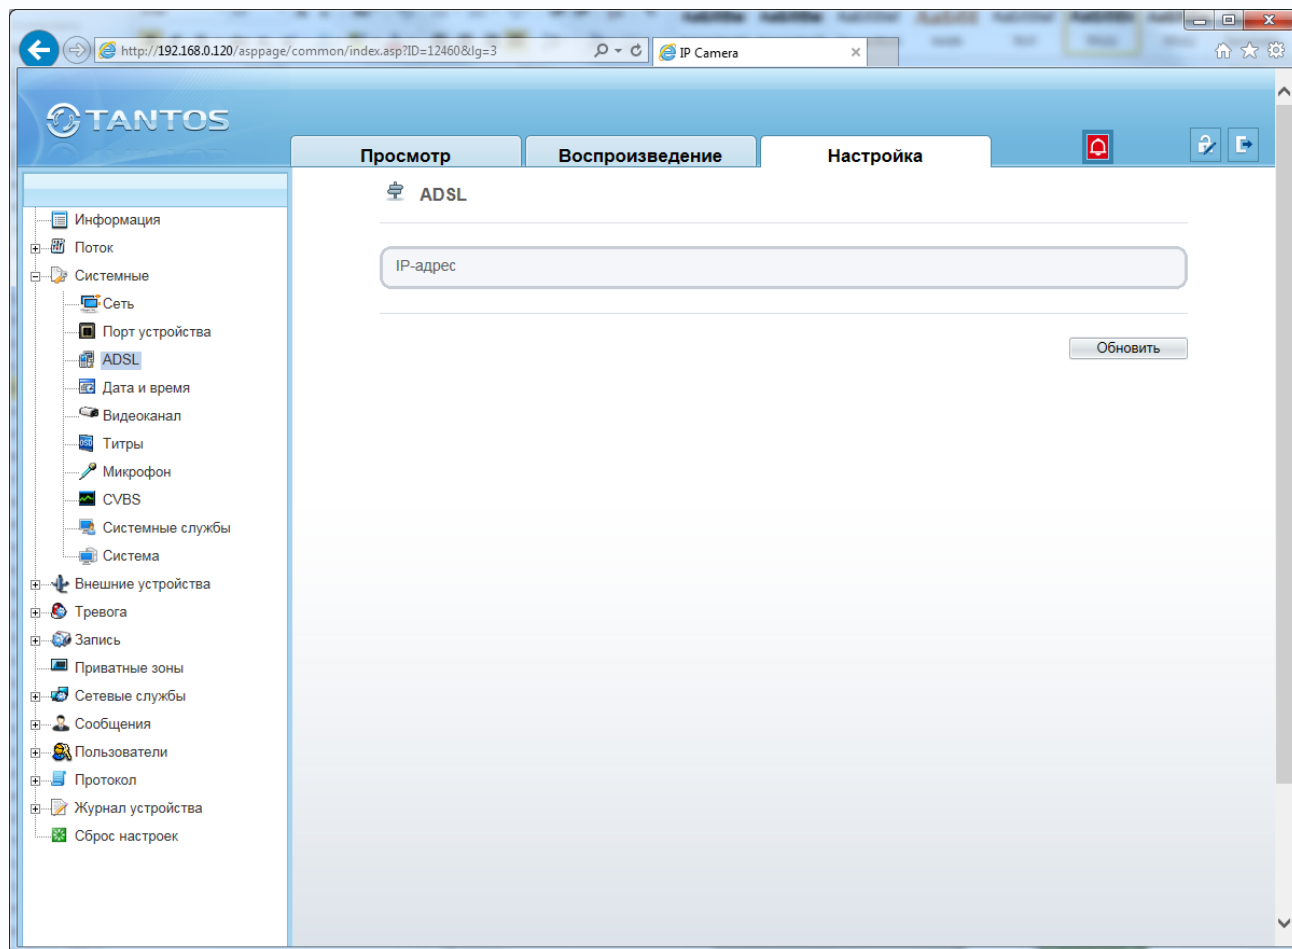 http://192.168.0.120/asppage/common/index.asp?ID=12460&lg=3
IP Camera
TANTOS
Просмотр
Воспроизведение
Настройка
ADSL
IP-адрес
Обновить
Информация
Поток
Системные
Сеть
Порт устройства
ADSL
Дата и время
Видеоканал
Титры
Микрофон
CVBS
Системные службы
Система
Внешние устройства
Тревога
Запись
Приватные зоны
Сетевые службы
Сообщения
Пользователи
Протокол
Журнал устройства
Сброс настроек